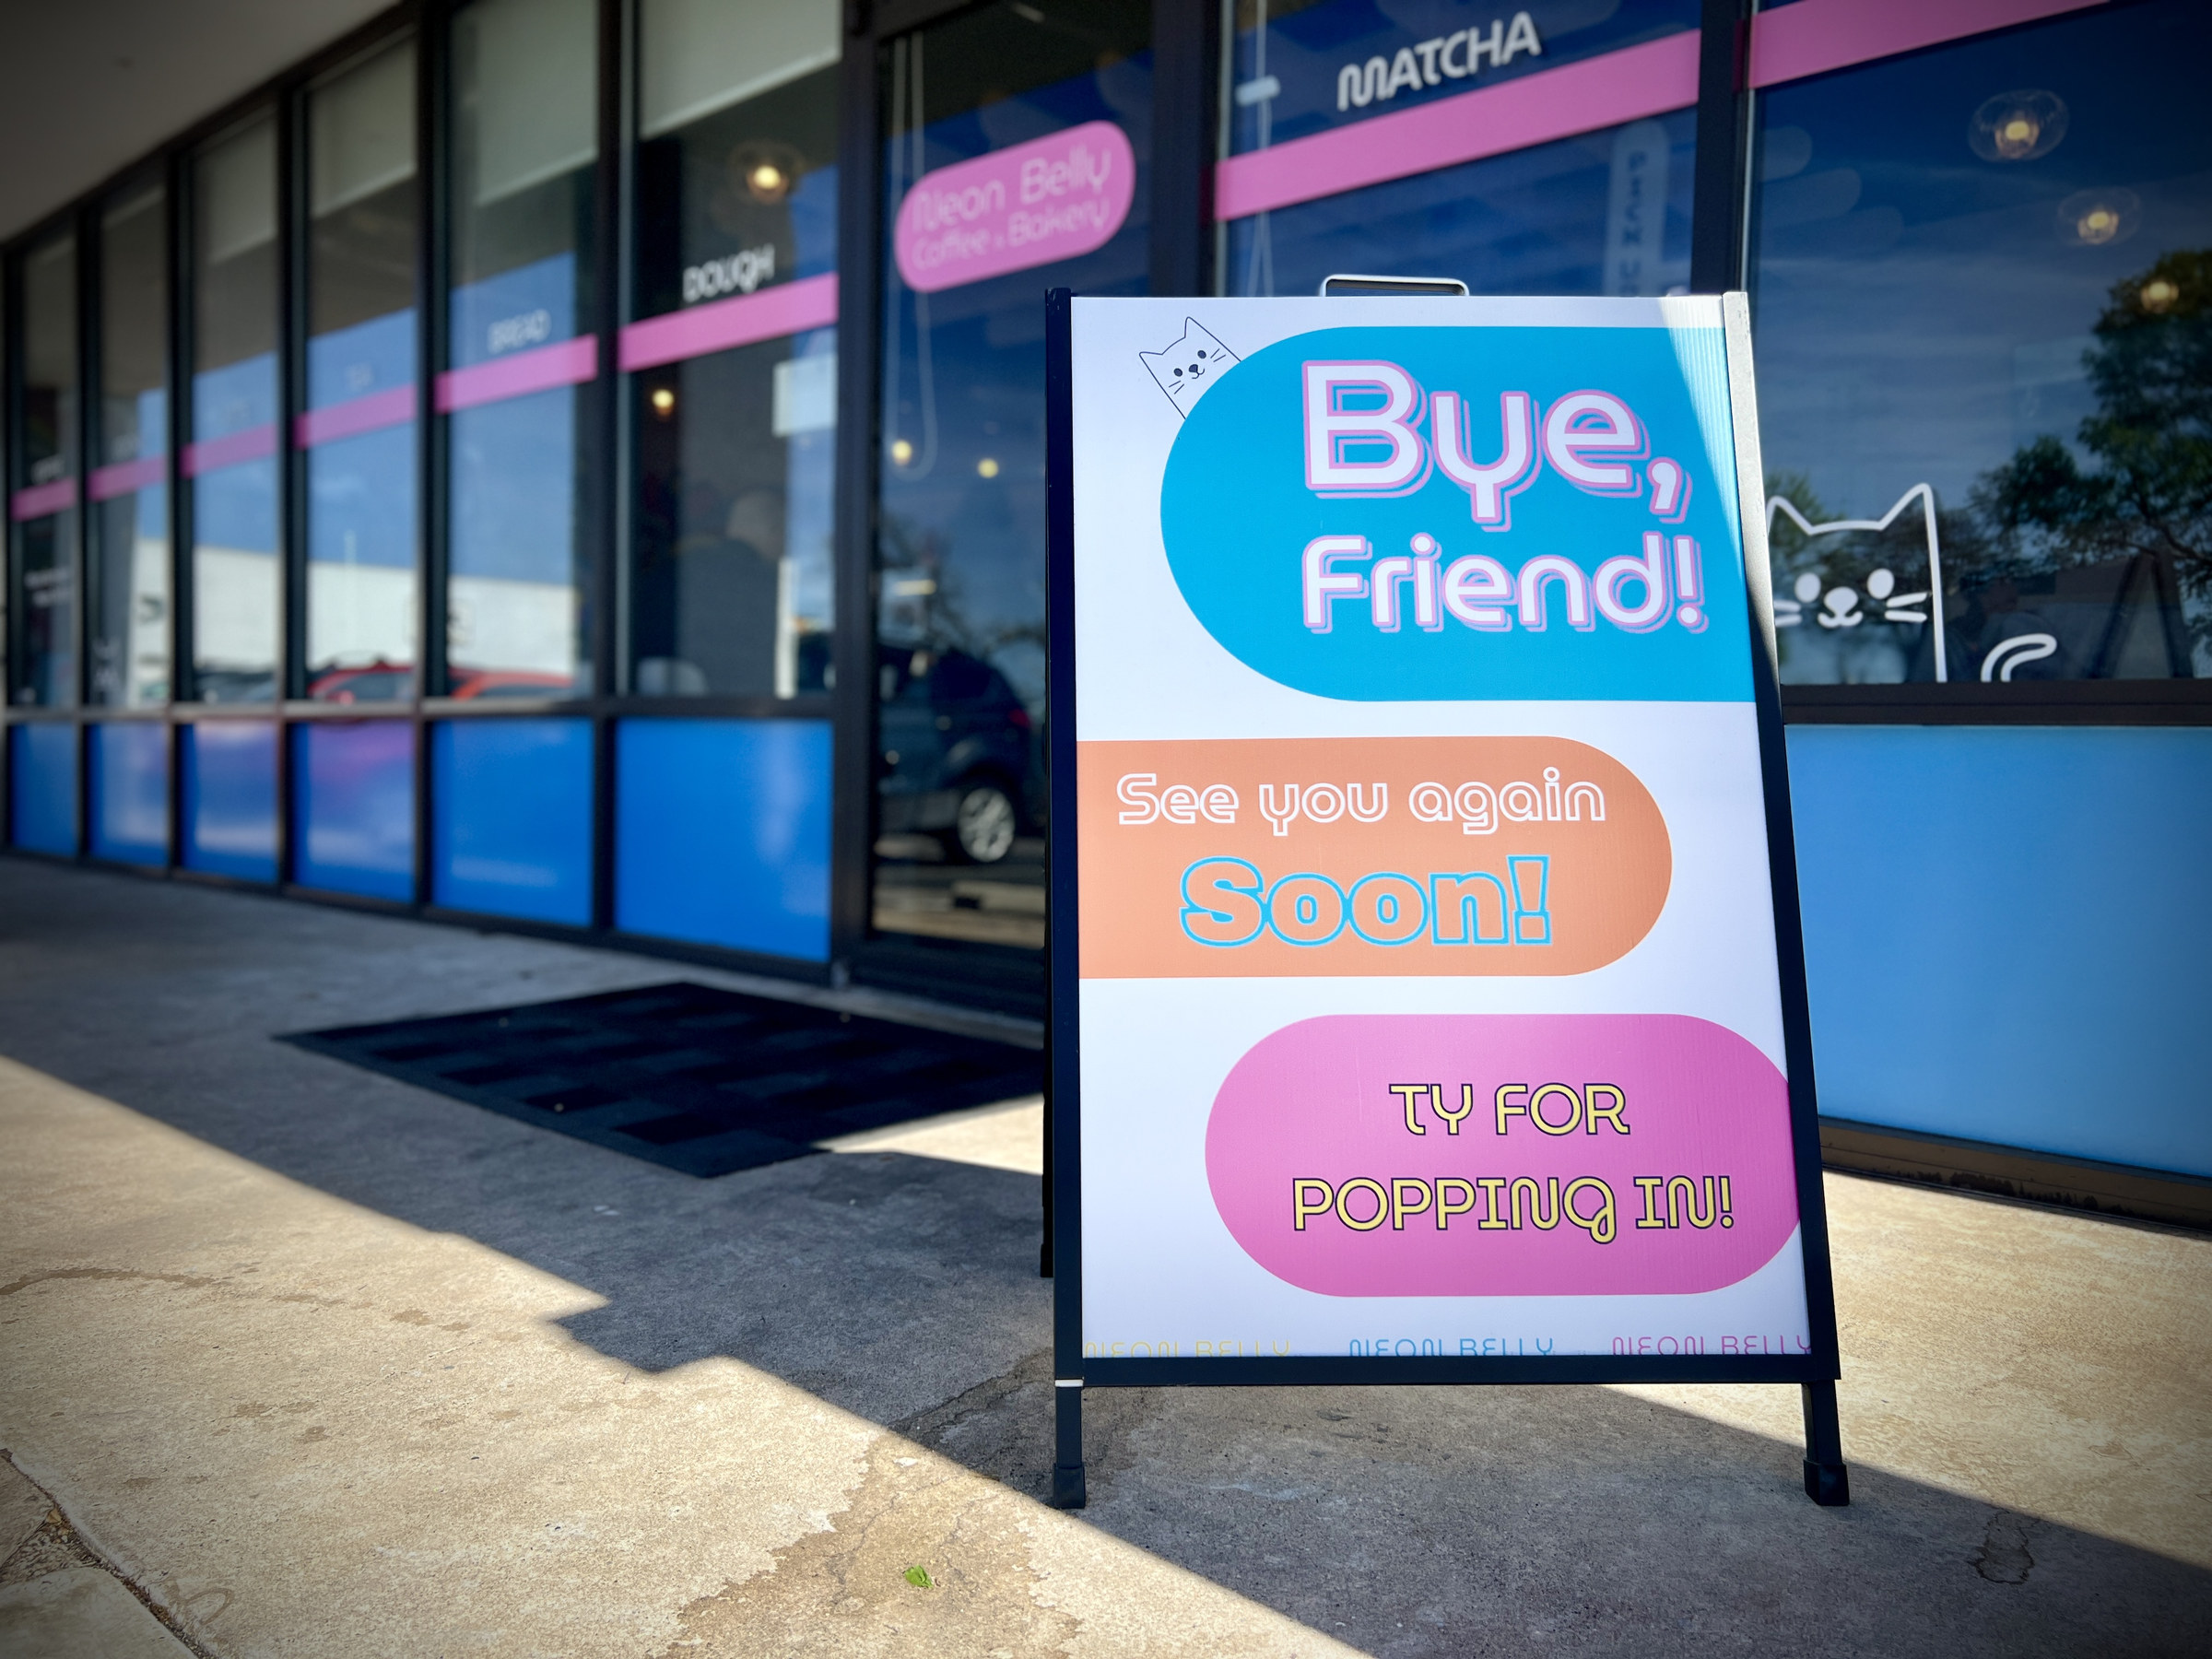 MATCHA
Neon Belly
Coffee & Bakery
DOUGH
BREAD
Bye,
Friend!
See you again
Soon!
TY FOR
POPPING IN!
NEON BELLY NEON BELLY NEON BELLY